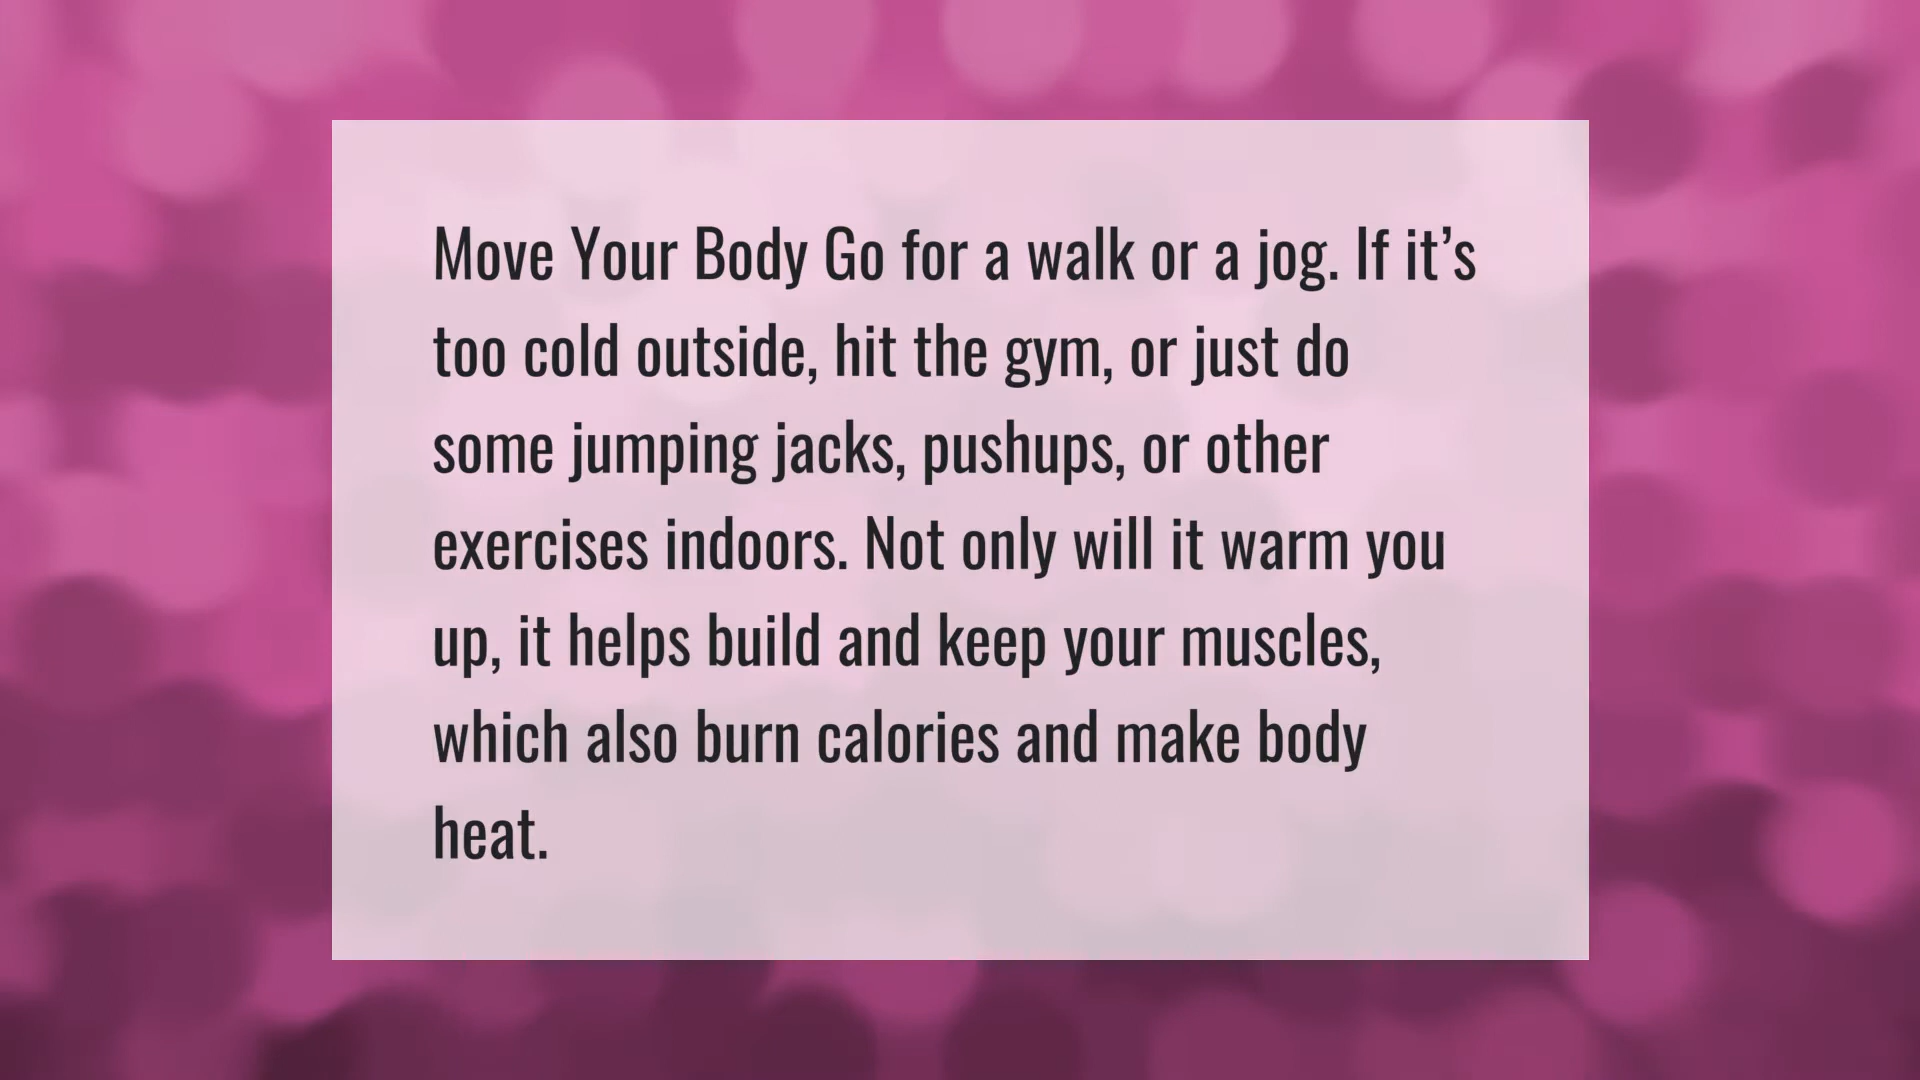 Move Your Body Go for a walk or a jog. If it’s
too cold outside, hit the gym, or just do
some jumping jacks, pushups, or other
exercises indoors. Not only will it warm you
up, it helps build and keep your muscles,
which also burn calories and make body
heat.